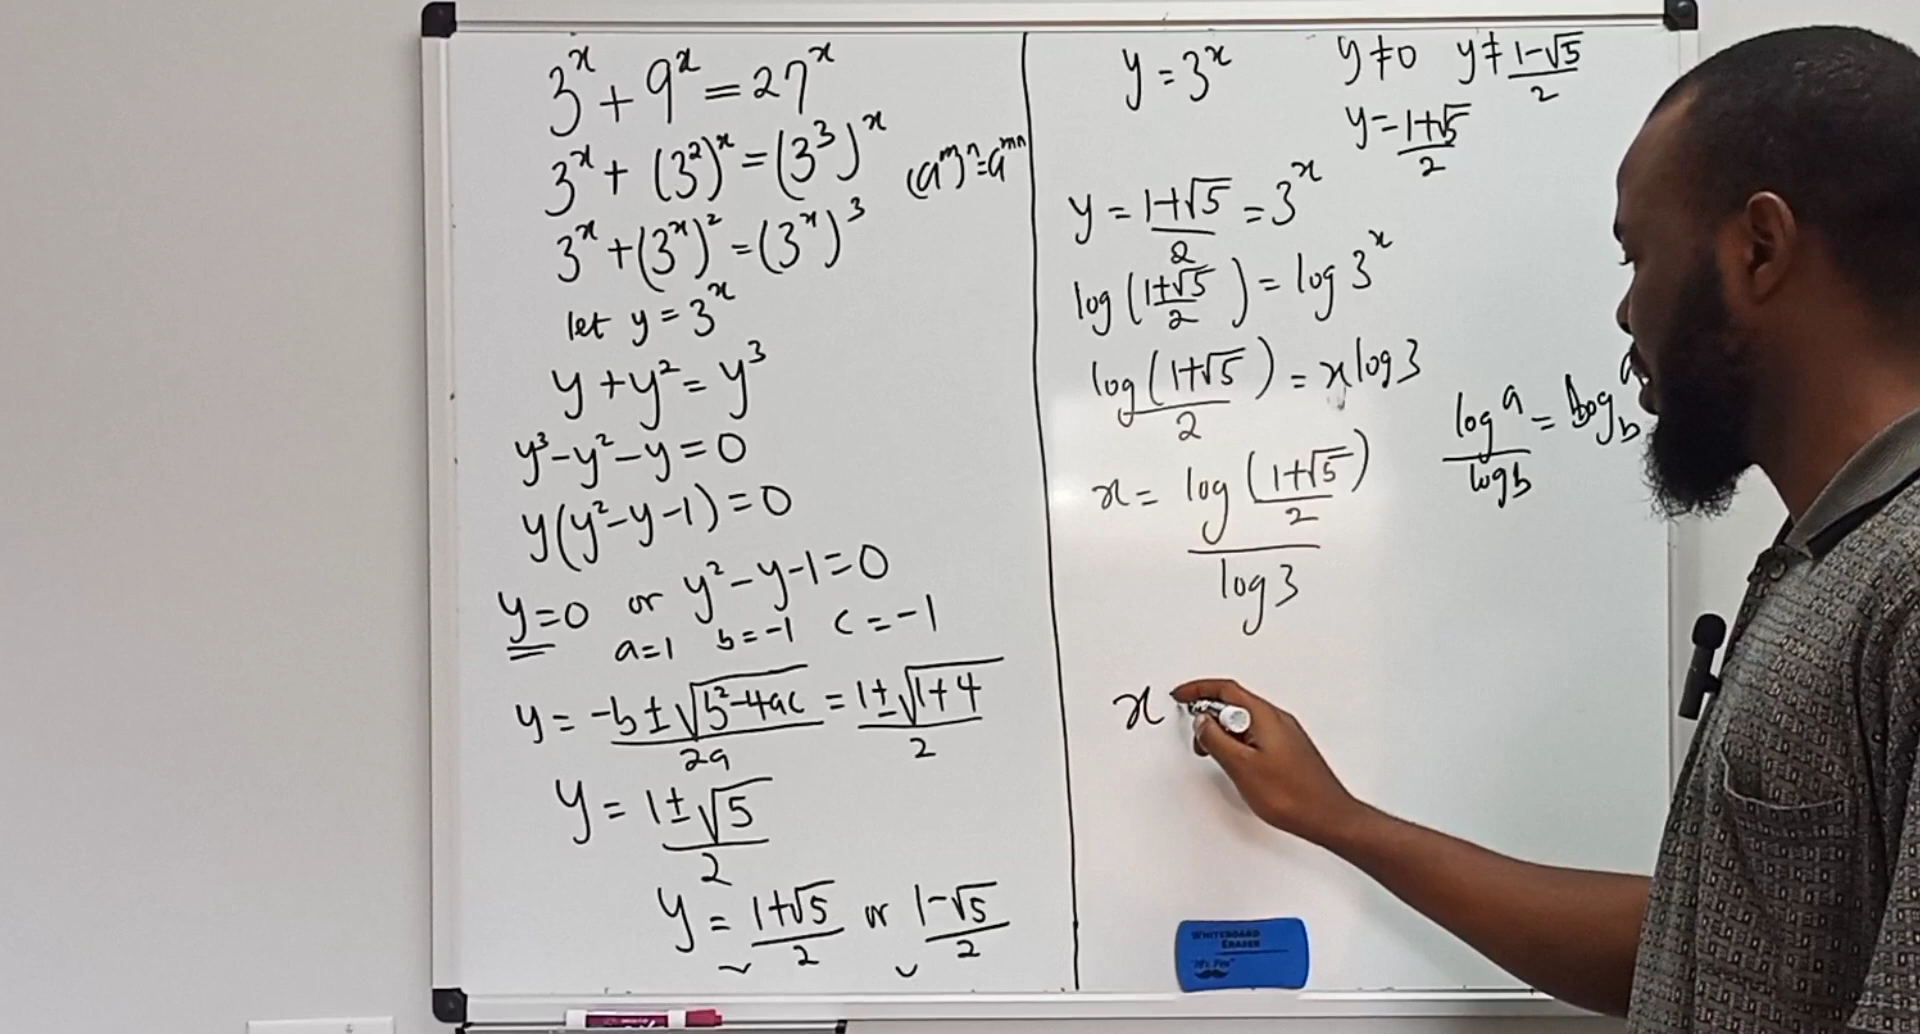 3^x + 9^x = 27^x
3^x + (3^2)^x = (3^3)^x (a^m)^n = a^mn
3^x + (3^x)^2 = (3^x)^3
let y = 3^x
y + y^2 = y^3
y^3 - y^2 - y = 0
y(y^2 - y - 1) = 0
y = 0 or y^2 - y - 1 = 0
a = 1 b = -1 c = -1
y = (-b ± √(b^2 - 4ac))/2a = (1 ± √(1 + 4))/2
y = (1 ± √5)/2
y = (1 + √5)/2 or (1 - √5)/2
y = 3^x y ≠ 0 y ≠ (1 - √5)/2
y = (1 + √5)/2
y = (1 + √5)/2 = 3^x
log((1 + √5)/2) = log 3^x
log((1 + √5)/2) = x log 3
log a/log b = log_b
x = log((1 + √5)/2)/log 3
x
WHITEBOARD
ERASER